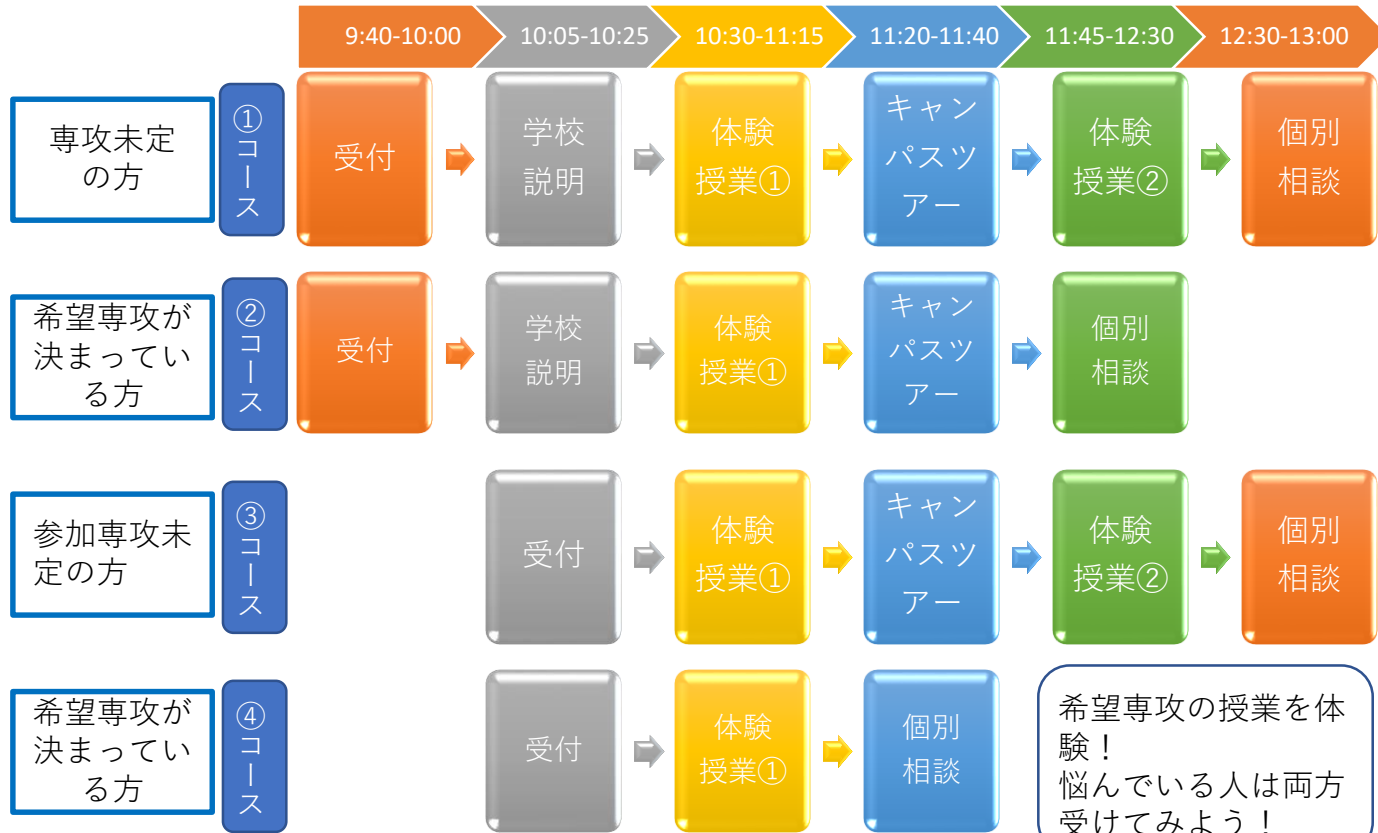 9:40-10:00
10:05-10:25
10:30-11:15
11:20-11:40
11:45-12:30
12:30-13:00
専攻未定
の方
①コース
受付
学校
説明
体験
授業①
キャン
パスツ
アー
体験
授業②
個別
相談
希望専攻が
決まってい
る方
②コース
受付
学校
説明
体験
授業①
キャン
パスツ
アー
個別
相談
参加専攻未
定の方
③コース
受付
体験
授業①
キャン
パスツ
アー
体験
授業②
個別
相談
希望専攻が
決まってい
る方
④コース
受付
体験
授業①
個別
相談
希望専攻の授業を体
験！
悩んでいる人は両方
受けてみよう！